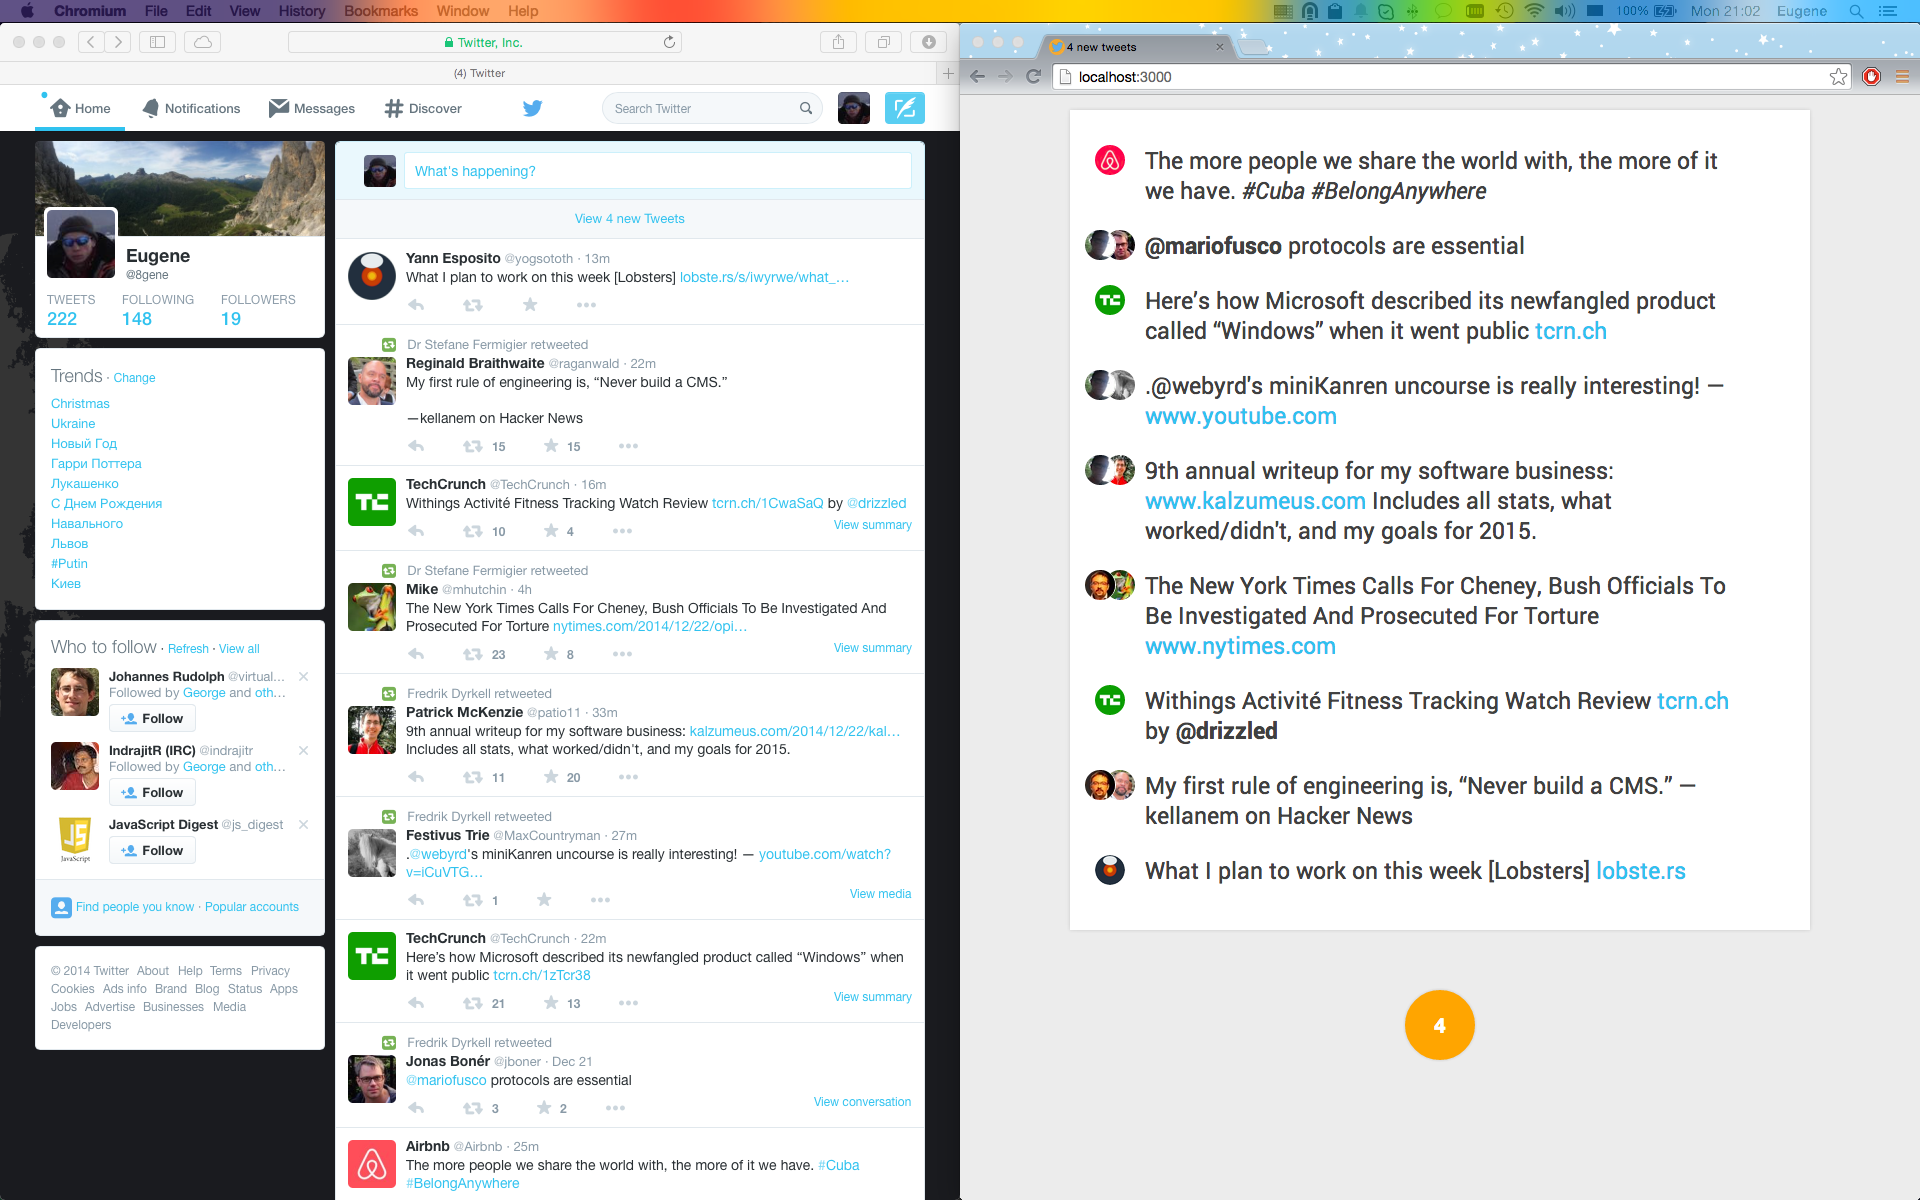 Chromium File Edit View History Bookmarks Window Help
100% Mon 21:02 Eugene
Twitter, Inc.
(4) Twitter
Home Notifications Messages Discover
Search Twitter
Eugene
@8gene
TWEETS FOLLOWING FOLLOWERS
222 148 19
Trends · Change
Christmas
Ukraine
Новый Год
Гарри Поттера
Лукашенко
С Днем Рождения
Навального
Львов
#Putin
Киев
Who to follow · Refresh · View all
Johannes Rudolph @virtual...
Followed by George and oth...
Follow
IndrajitR (IRC) @indrajitr
Followed by George and oth...
Follow
JS
JavaScript
JavaScript Digest @js_digest
Follow
Find people you know · Popular accounts
© 2014 Twitter About Help Terms Privacy
Cookies Ads info Brand Blog Status Apps
Jobs Advertise Businesses Media
Developers
What's happening?
View 4 new Tweets
Yann Esposito @yogsototh · 13m
What I plan to work on this week [Lobsters] lobste.rs/s/iwyrwe/what_…
Dr Stefane Fermigier retweeted
Reginald Braithwaite @raganwald · 22m
My first rule of engineering is, “Never build a CMS.”
—kellanem on Hacker News
15 15
TC
TechCrunch @TechCrunch · 16m
Withings Activité Fitness Tracking Watch Review tcrn.ch/1CwaSaQ by @drizzled
10 4
View summary
Dr Stefane Fermigier retweeted
Mike @mhutchin · 4h
The New York Times Calls For Cheney, Bush Officials To Be Investigated And
Prosecuted For Torture nytimes.com/2014/12/22/opi…
23 8
View summary
Fredrik Dyrkell retweeted
Patrick McKenzie @patio11 · 33m
9th annual writeup for my software business: kalzumeus.com/2014/12/22/kal…
Includes all stats, what worked/didn't, and my goals for 2015.
11 20
Fredrik Dyrkell retweeted
Festivus Trie @MaxCountryman · 27m
.@webyrd's miniKanren uncourse is really interesting! — youtube.com/watch?
v=iCuVTG…
1
View media
TC
TechCrunch @TechCrunch · 22m
Here’s how Microsoft described its newfangled product called “Windows” when
it went public tcrn.ch/1zTcr38
21 13
View summary
Fredrik Dyrkell retweeted
Jonas Bonér @jboner · Dec 21
@mariofusco protocols are essential
3 2
View conversation
Airbnb @Airbnb · 25m
The more people we share the world with, the more of it we have. #Cuba
#BelongAnywhere
4 new tweets
localhost:3000
The more people we share the world with, the more of it
we have. #Cuba #BelongAnywhere
@mariofusco protocols are essential
TC
Here’s how Microsoft described its newfangled product
called “Windows” when it went public tcrn.ch
.@webyrd's miniKanren uncourse is really interesting! —
www.youtube.com
9th annual writeup for my software business:
www.kalzumeus.com Includes all stats, what
worked/didn't, and my goals for 2015.
The New York Times Calls For Cheney, Bush Officials To
Be Investigated And Prosecuted For Torture
www.nytimes.com
TC
Withings Activité Fitness Tracking Watch Review tcrn.ch
by @drizzled
My first rule of engineering is, “Never build a CMS.” —
kellanem on Hacker News
What I plan to work on this week [Lobsters] lobste.rs
4